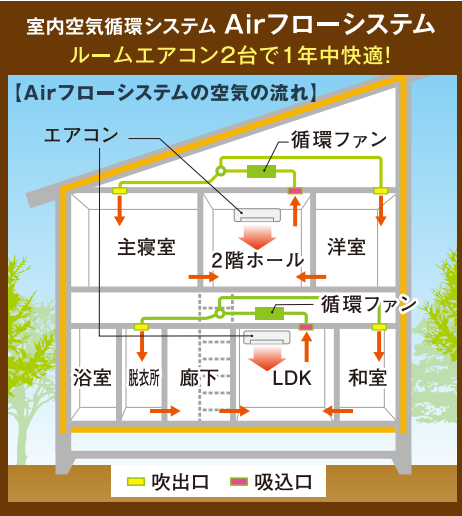 室内空気循環システム Airフローシステム
ルームエアコン2台で1年中快適!
【Airフローシステムの空気の流れ】
エアコン
循環ファン
主寝室
2階ホール
洋室
循環ファン
浴室
脱衣所
廊下
LDK
和室
吹出口
吸込口